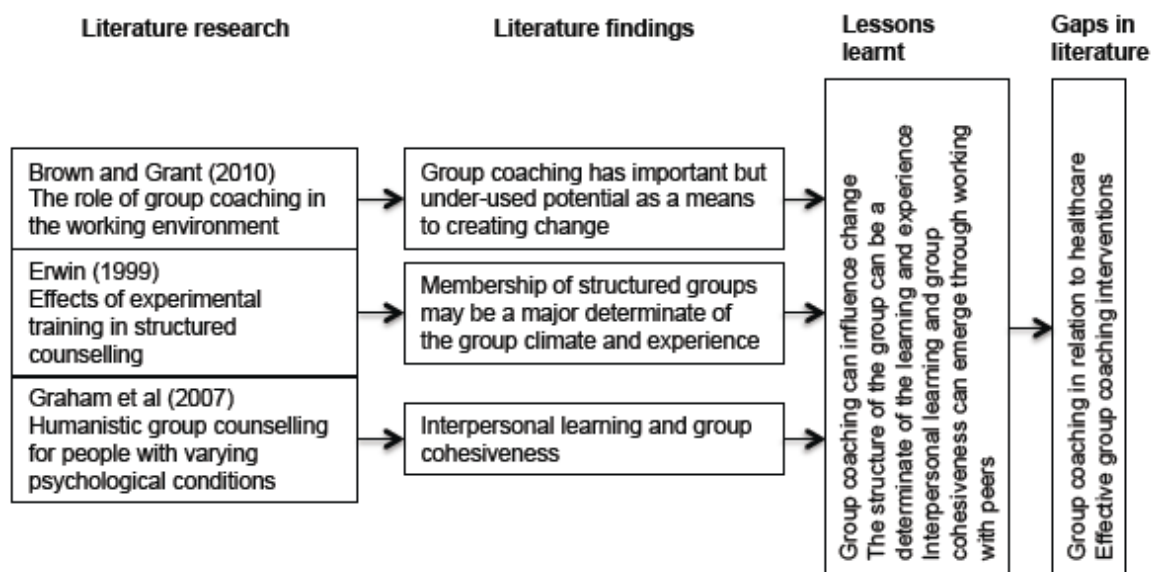 Literature research
Literature findings
Lessons
learnt
Gaps in
literature
Brown and Grant (2010)
The role of group coaching in
the working environment
Group coaching has important but
under-used potential as a means
to creating change
Erwin (1999)
Effects of experimental
training in structured
counselling
Membership of structured groups
may be a major determinate of
the group climate and experience
Graham et al (2007)
Humanistic group counselling
for people with varying
psychological conditions
Interpersonal learning and group
cohesiveness
Group coaching can influence change
The structure of the group can be a
determinate of the learning and experience
Interpersonal learning and group
cohesiveness can emerge through working
with peers
Group coaching in relation to healthcare
Effective group coaching interventions